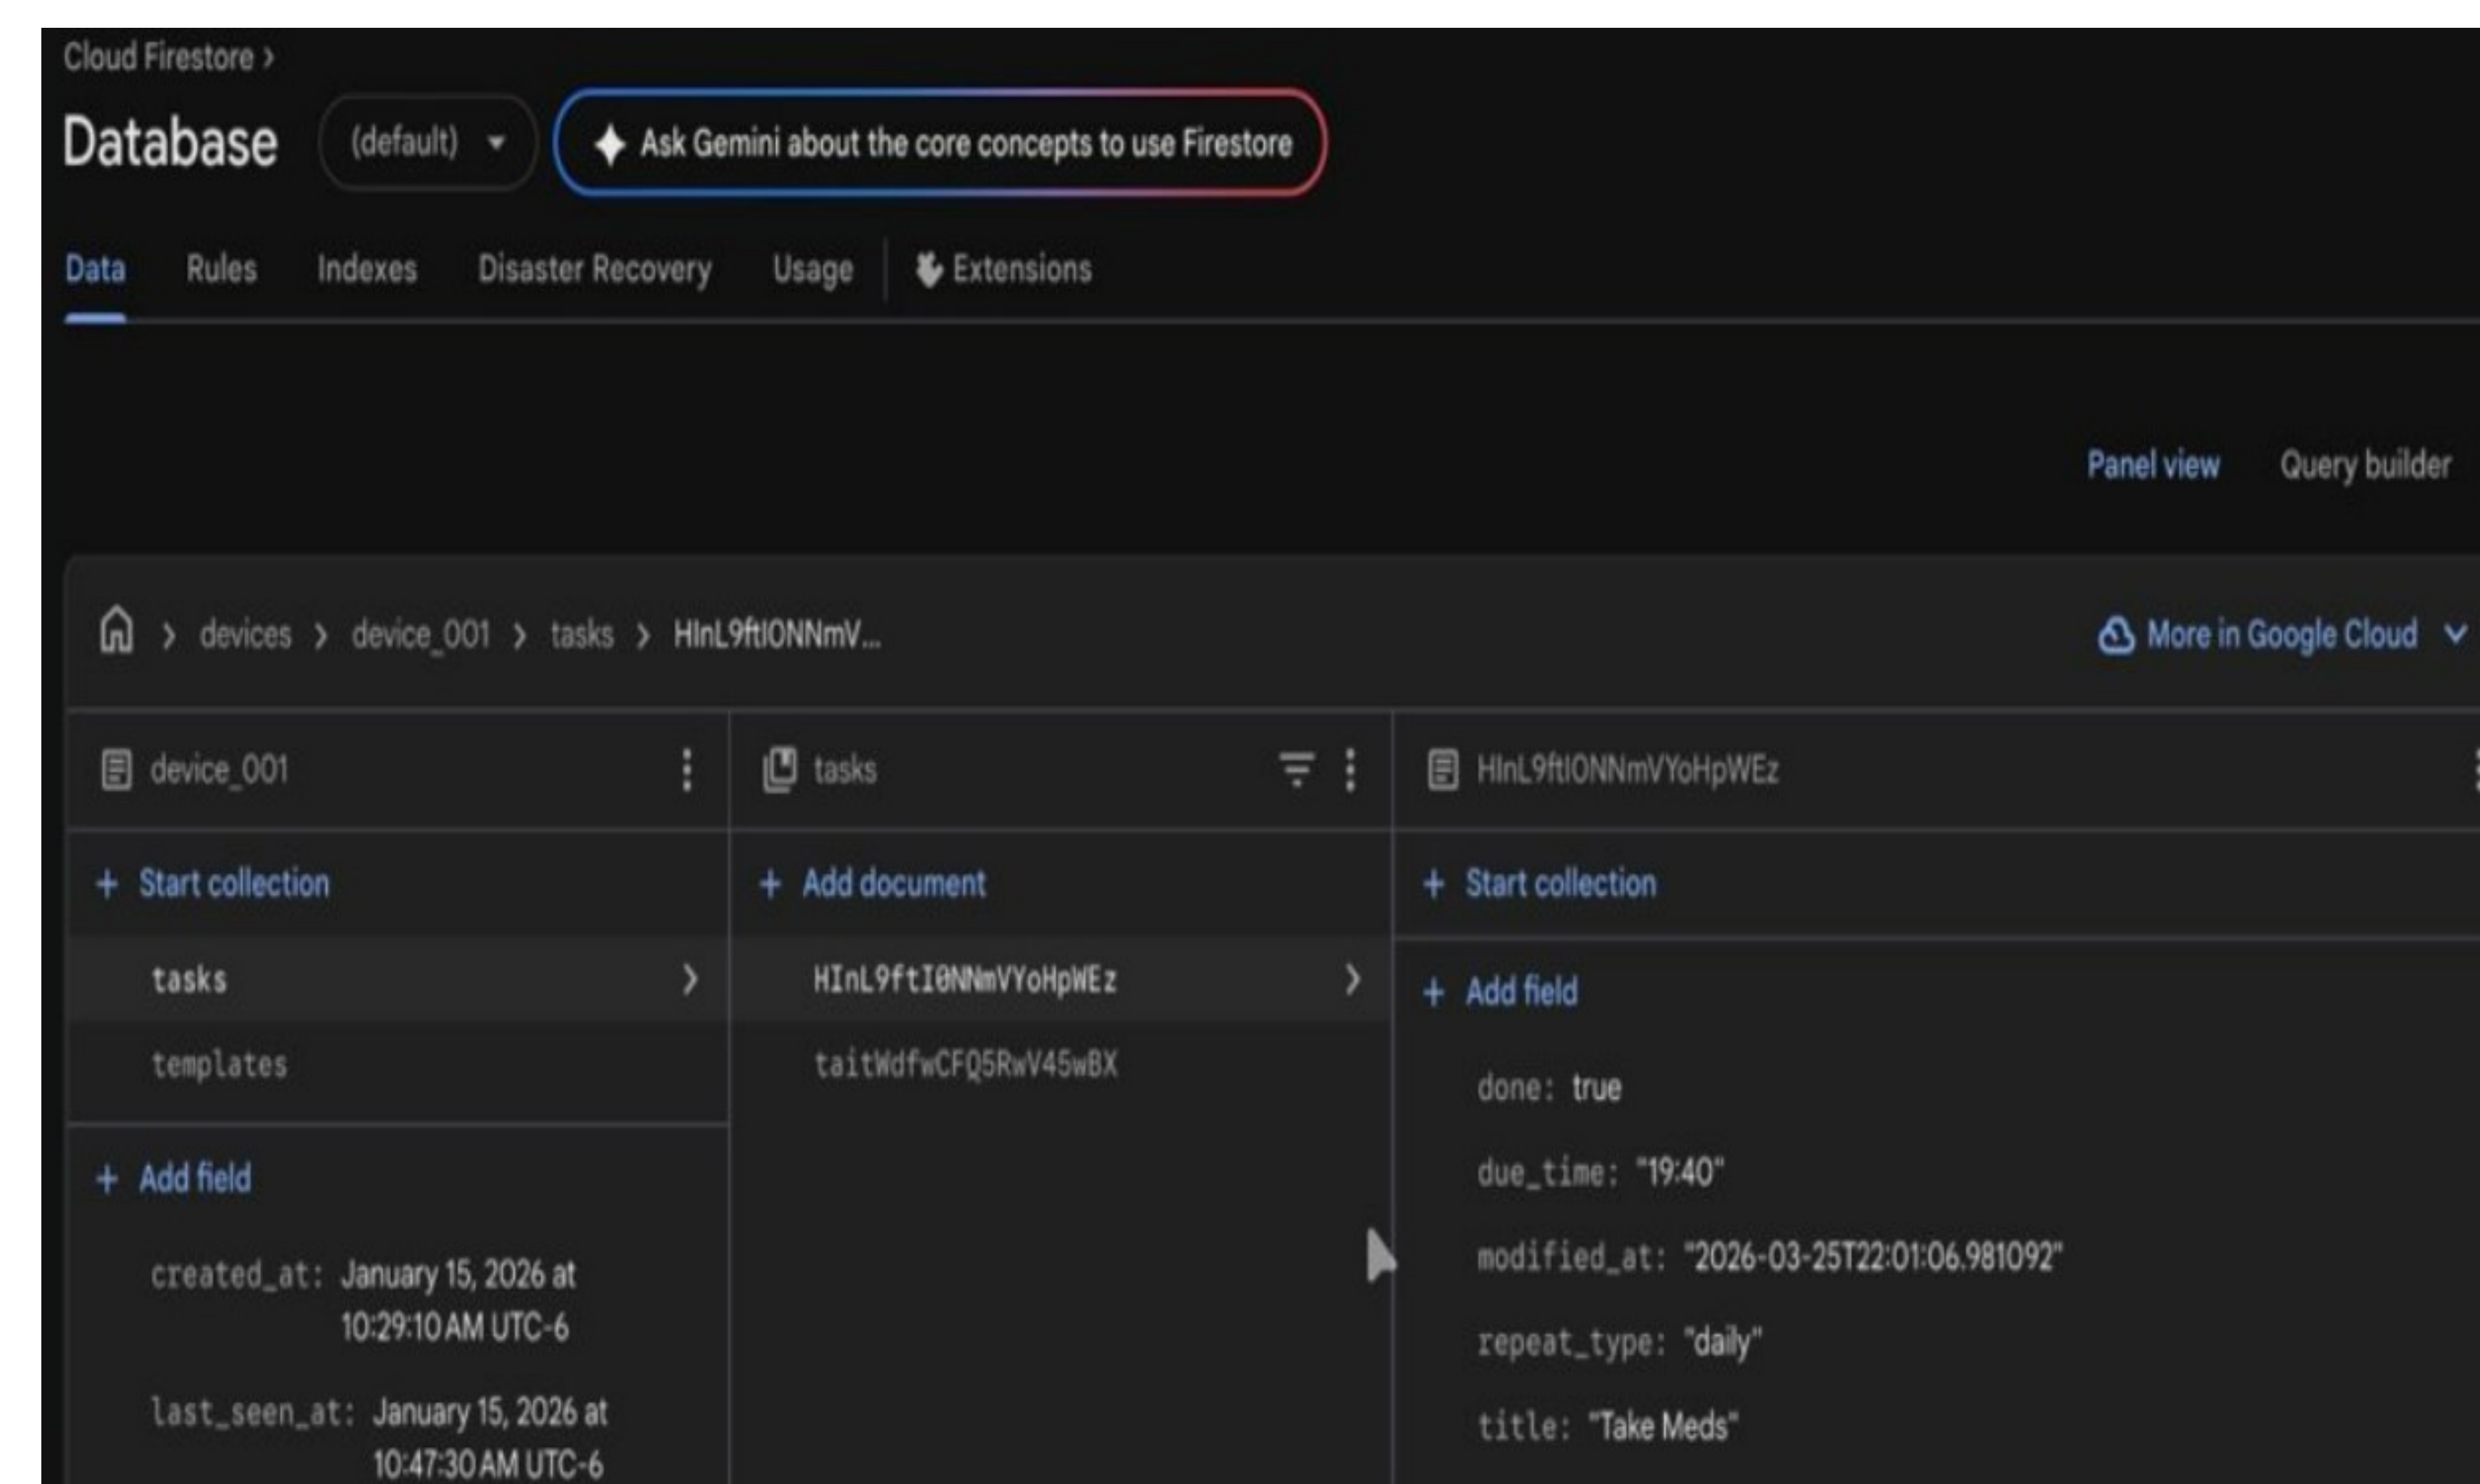 Cloud Firestore >
Database (default) Ask Gemini about the core concepts to use Firestore
Data Rules Indexes Disaster Recovery Usage Extensions
Panel view Query builder
> devices > device_001 > tasks > HInL9ftI0NNmV... More in Google Cloud
device_001
+ Start collection
tasks
templates
+ Add field
created_at: January 15, 2026 at
10:29:10 AM UTC-6
last_seen_at: January 15, 2026 at
10:47:30 AM UTC-6
tasks
+ Add document
HInL9ftI0NNmVYoHpWEz
taitWdfwCFQ5RwV45wBX
HInL9ftI0NNmVYoHpWEz
+ Start collection
+ Add field
done: true
due_time: "19:40"
modified_at: "2026-03-25T22:01:06.981092"
repeat_type: "daily"
title: "Take Meds"